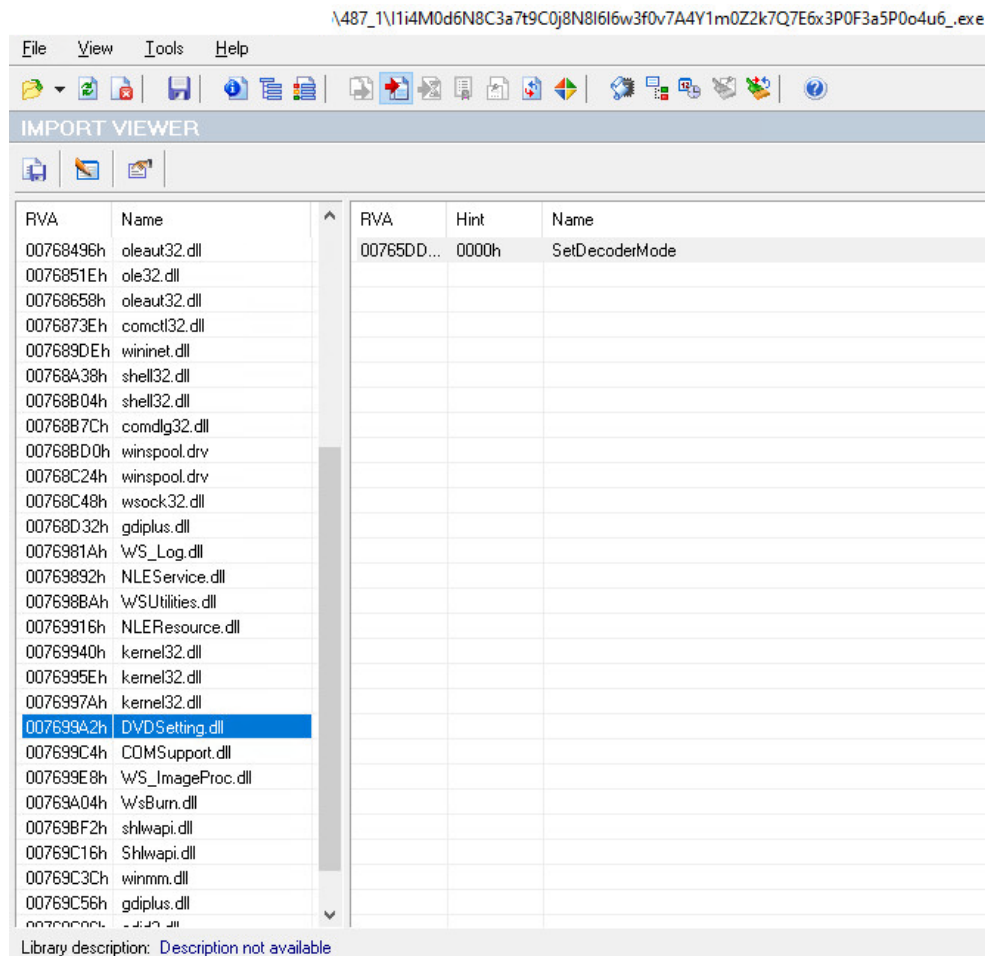 \487_1\I1i4M0d6N8C3a7t9C0j8N8I6I6w3f0v7A4Y1m0Z2k7Q7E6x3P0F3a5P0o4u6_.exe
File View Tools Help
IMPORT VIEWER
RVA Name RVA Hint Name
00768496h oleaut32.dll 00765DD... 0000h SetDecoderMode
0076851Eh ole32.dll
00768658h oleaut32.dll
0076873Eh comctl32.dll
007689DEh wininet.dll
00768A38h shell32.dll
00768B04h shell32.dll
00768B7Ch comdlg32.dll
00768BD0h winspool.drv
00768C24h winspool.drv
00768C48h wsock32.dll
00768D32h gdiplus.dll
0076981Ah WS_Log.dll
00769892h NLEService.dll
007698BAh WSUtilities.dll
00769916h NLEResource.dll
00769940h kernel32.dll
0076995Eh kernel32.dll
0076997Ah kernel32.dll
007699A2h DVDSetting.dll
007699C4h COMSupport.dll
007699E8h WS_ImageProc.dll
00769A04h WsBurn.dll
00769BF2h shlwapi.dll
00769C16h Shlwapi.dll
00769C3Ch winmm.dll
00769C56h gdiplus.dll
Library description: Description not available